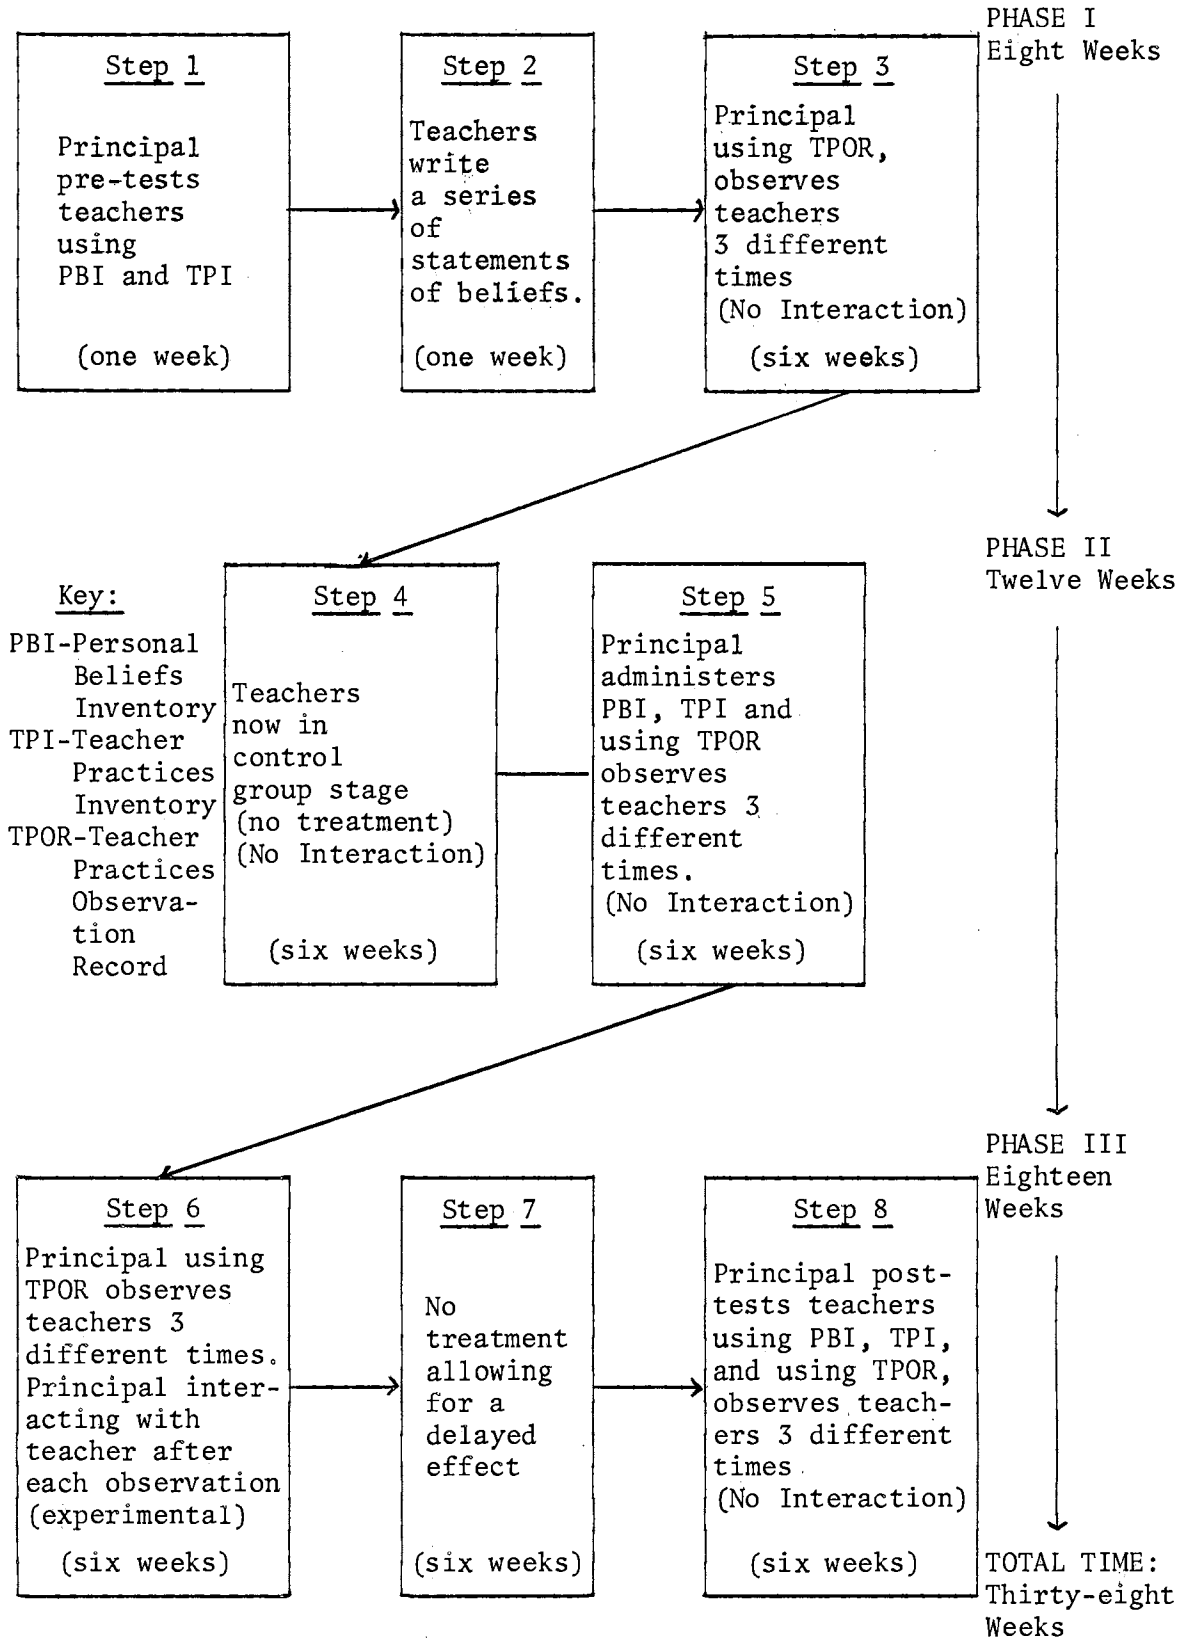 PHASE I
Eight Weeks
Step 1
Principal
pre-tests
teachers
using
PBI and TPI
(one week)
Step 2
Teachers
write
a series
of
statements
of beliefs.
(one week)
Step 3
Principal
using TPOR,
observes
teachers
3 different
times
(No Interaction)
(six weeks)
PHASE II
Twelve Weeks
Key:
PBI-Personal
Beliefs
Inventory
TPI-Teacher
Practices
Inventory
TPOR-Teacher
Practices
Observa-
tion
Record
Step 4
Teachers
now in
control
group stage
(no treatment)
(No Interaction)
(six weeks)
Step 5
Principal
administers
PBI, TPI and
using TPOR
observes
teachers 3
different
times.
(No Interaction)
(six weeks)
PHASE III
Eighteen
Weeks
Step 6
Principal using
TPOR observes
teachers 3
different times.
Principal inter-
acting with
teacher after
each observation
(experimental)
(six weeks)
Step 7
No
treatment
allowing
for a
delayed
effect
(six weeks)
Step 8
Principal post-
tests teachers
using PBI, TPI,
and using TPOR,
observes teach-
ers 3 different
times
(No Interaction)
(six weeks)
TOTAL TIME:
Thirty-eight
Weeks